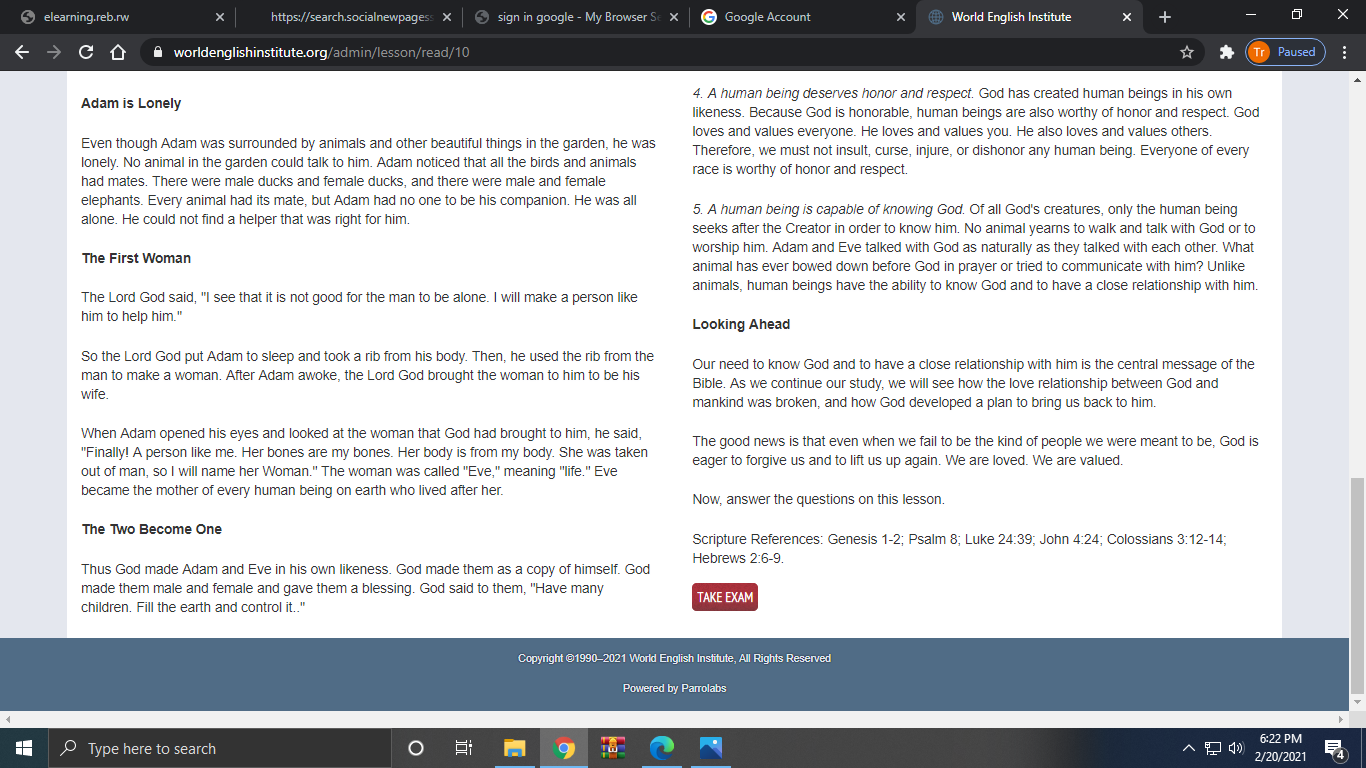 elearning.reb.rw
https://search.socialnewpagess
sign in google - My Browser Se
Google Account
World English Institute
worldenglishinstitute.org/admin/lesson/read/10
Tr Paused
Adam is Lonely
Even though Adam was surrounded by animals and other beautiful things in the garden, he was
lonely. No animal in the garden could talk to him. Adam noticed that all the birds and animals
had mates. There were male ducks and female ducks, and there were male and female
elephants. Every animal had its mate, but Adam had no one to be his companion. He was all
alone. He could not find a helper that was right for him.
The First Woman
The Lord God said, "I see that it is not good for the man to be alone. I will make a person like
him to help him."
So the Lord God put Adam to sleep and took a rib from his body. Then, he used the rib from the
man to make a woman. After Adam awoke, the Lord God brought the woman to him to be his
wife.
When Adam opened his eyes and looked at the woman that God had brought to him, he said,
"Finally! A person like me. Her bones are my bones. Her body is from my body. She was taken
out of man, so I will name her Woman." The woman was called "Eve," meaning "life." Eve
became the mother of every human being on earth who lived after her.
The Two Become One
Thus God made Adam and Eve in his own likeness. God made them as a copy of himself. God
made them male and female and gave them a blessing. God said to them, "Have many
children. Fill the earth and control it.."
4. A human being deserves honor and respect. God has created human beings in his own
likeness. Because God is honorable, human beings are also worthy of honor and respect. God
loves and values everyone. He loves and values you. He also loves and values others.
Therefore, we must not insult, curse, injure, or dishonor any human being. Everyone of every
race is worthy of honor and respect.
5. A human being is capable of knowing God. Of all God's creatures, only the human being
seeks after the Creator in order to know him. No animal yearns to walk and talk with God or to
worship him. Adam and Eve talked with God as naturally as they talked with each other. What
animal has ever bowed down before God in prayer or tried to communicate with him? Unlike
animals, human beings have the ability to know God and to have a close relationship with him.
Looking Ahead
Our need to know God and to have a close relationship with him is the central message of the
Bible. As we continue our study, we will see how the love relationship between God and
mankind was broken, and how God developed a plan to bring us back to him.
The good news is that even when we fail to be the kind of people we were meant to be, God is
eager to forgive us and to lift us up again. We are loved. We are valued.
Now, answer the questions on this lesson.
Scripture References: Genesis 1-2; Psalm 8; Luke 24:39; John 4:24; Colossians 3:12-14;
Hebrews 2:6-9.
TAKE EXAM
Copyright ©1990–2021 World English Institute, All Rights Reserved
Powered by Parrolabs
Type here to search
6:22 PM
2/20/2021
4